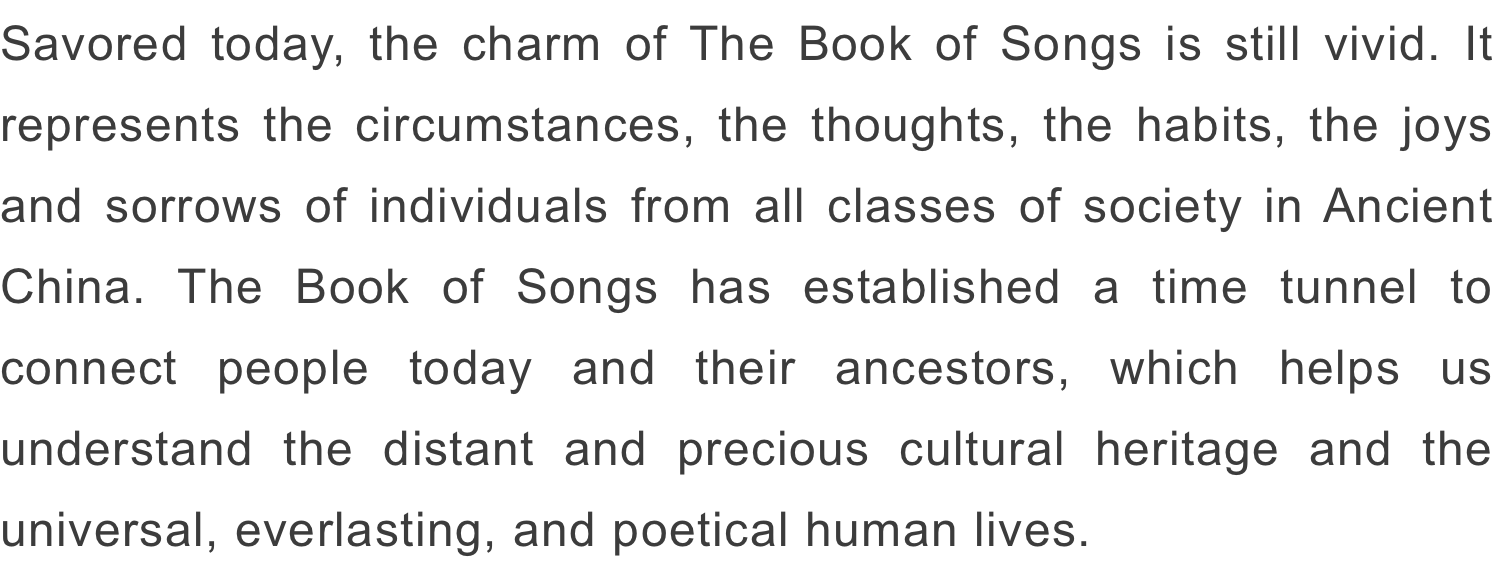 Savored today, the charm of The Book of Songs is still vivid. It
represents the circumstances, the thoughts, the habits, the joys
and sorrows of individuals from all classes of society in Ancient
China. The Book of Songs has established a time tunnel to
connect people today and their ancestors, which helps us
understand the distant and precious cultural heritage and the
universal, everlasting, and poetical human lives.